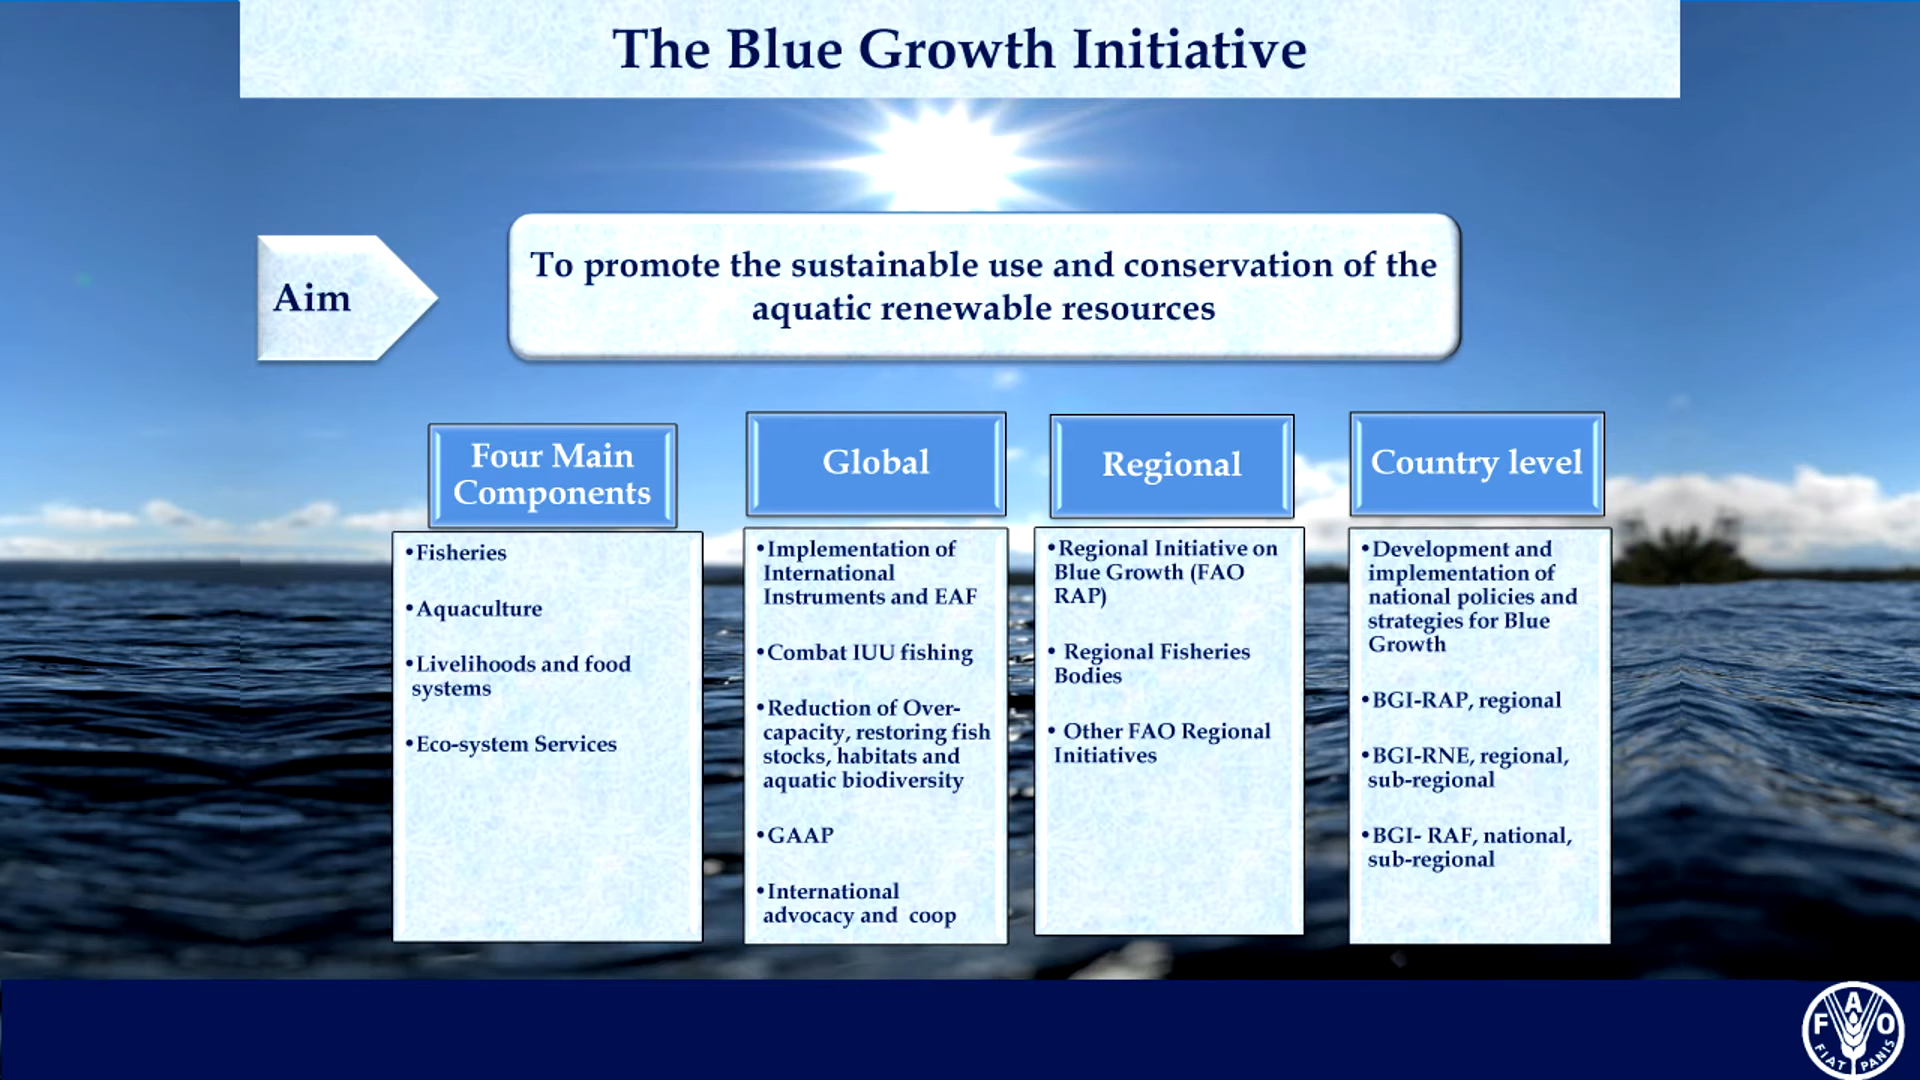 The Blue Growth Initiative
Aim
To promote the sustainable use and conservation of the
aquatic renewable resources
Four Main
Components
•Fisheries
•Aquaculture
•Livelihoods and food
systems
•Eco-system Services
Global
•Implementation of
International
Instruments and EAF
•Combat IUU fishing
•Reduction of Over-
capacity, restoring fish
stocks, habitats and
aquatic biodiversity
•GAAP
•International
advocacy and  coop
Regional
•Regional Initiative on
Blue Growth (FAO
RAP)
• Regional Fisheries
Bodies
• Other FAO Regional
Initiatives
Country level
•Development and
implementation of
national policies and
strategies for Blue
Growth
•BGI-RAP, regional
•BGI-RNE, regional,
sub-regional
•BGI- RAF, national,
sub-regional
FAO
FIAT PANIS